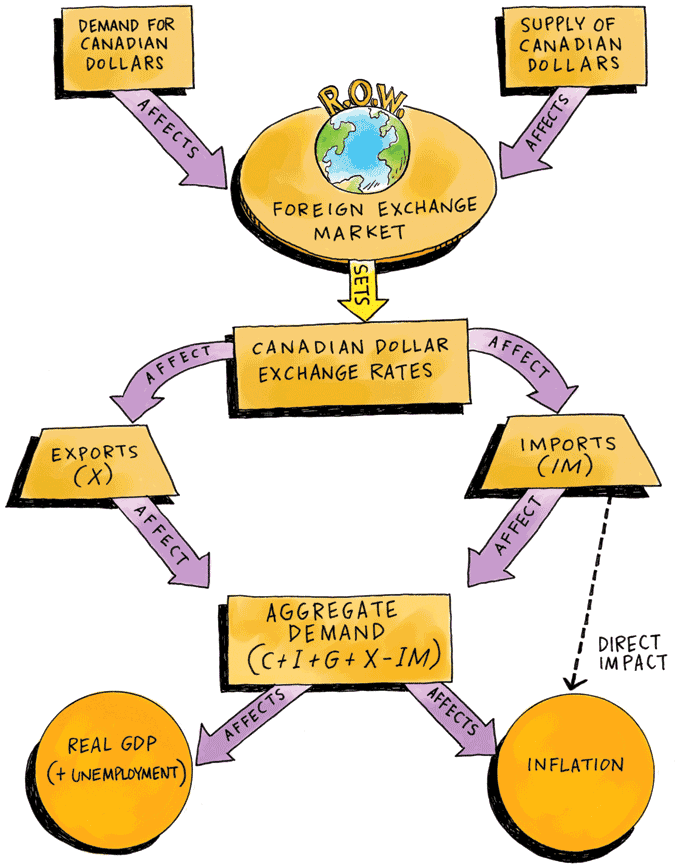 DEMAND FOR
CANADIAN
DOLLARS
SUPPLY OF
CANADIAN
DOLLARS
AFFECTS
AFFECTS
R.O.W.
FOREIGN EXCHANGE
MARKET
SETS
CANADIAN DOLLAR
EXCHANGE RATES
AFFECT
AFFECT
EXPORTS
(X)
IMPORTS
(IM)
AFFECT
AFFECT
AGGREGATE
DEMAND
(C+I+G+X-IM)
DIRECT
IMPACT
AFFECTS
AFFECTS
REAL GDP
(+ UNEMPLOYMENT)
INFLATION